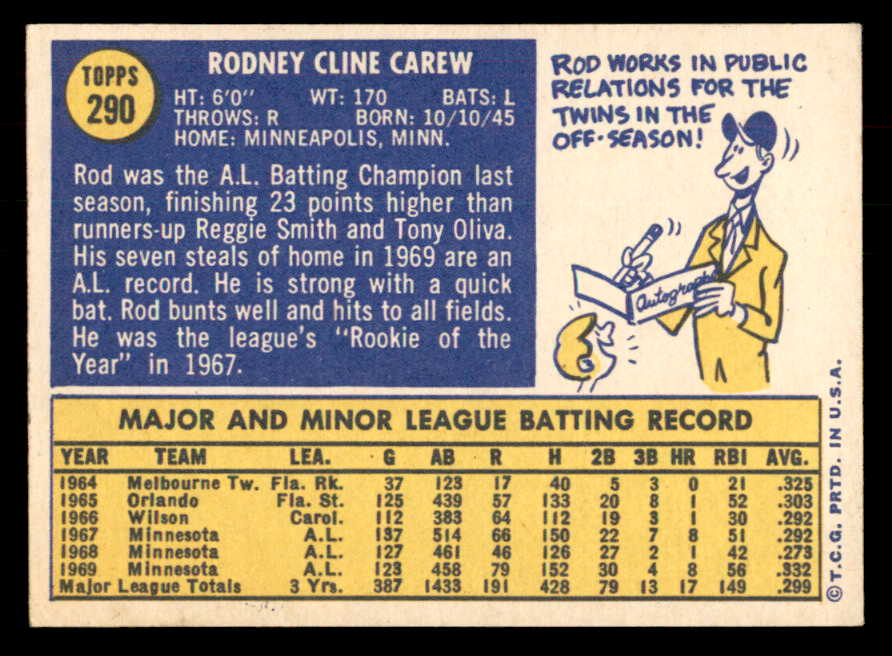 TOPPS
290
RODNEY CLINE CAREW
HT: 6'0" WT: 170 BATS: L
THROWS: R BORN: 10/10/45
HOME: MINNEAPOLIS, MINN.
Rod was the A.L. Batting Champion last
season, finishing 23 points higher than
runners-up Reggie Smith and Tony Oliva.
His seven steals of home in 1969 are an
A.L. record. He is strong with a quick
bat. Rod bunts well and hits to all fields.
He was the league's "Rookie of the
Year" in 1967.
ROD WORKS IN PUBLIC
RELATIONS FOR THE
TWINS IN THE
OFF-SEASON!
Autographs
MAJOR AND MINOR LEAGUE BATTING RECORD
YEAR TEAM LEA. G AB R H 2B 3B HR RBI AVG.
1964 Melbourne Tw. Fla. Rk. 37 123 17 40 5 3 0 21 .325
1965 Orlando Fla. St. 125 439 57 133 20 8 1 52 .303
1966 Wilson Carol. 112 383 64 112 19 3 1 30 .292
1967 Minnesota A.L. 137 514 66 150 22 7 8 51 .292
1968 Minnesota A.L. 127 461 46 126 27 2 1 42 .273
1969 Minnesota A.L. 123 458 79 152 30 4 8 56 .332
Major League Totals 3 Yrs. 387 1433 191 428 79 13 17 149 .299
© T.C.G. PRTD. IN U.S.A.